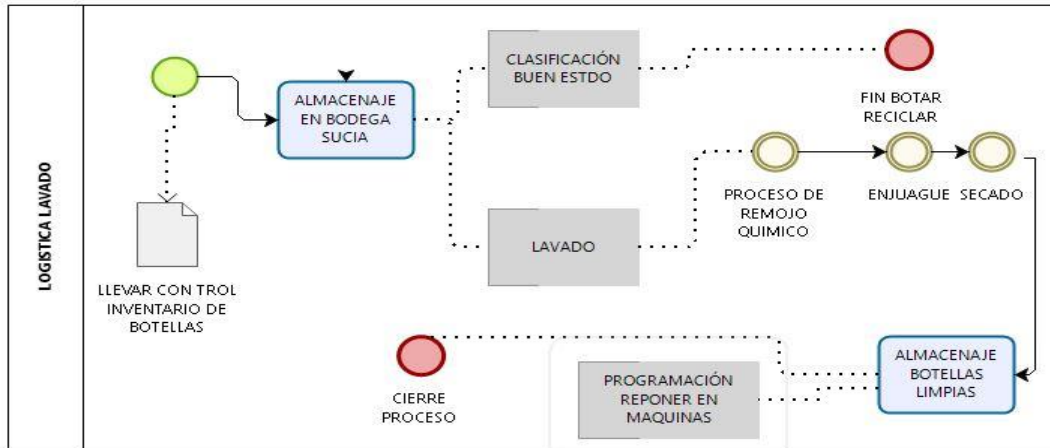 LOGISTICA LAVADO
CLASIFICACIÓN
BUEN ESTDO
ALMACENAJE
EN BODEGA
SUCIA
FIN BOTAR
RECICLAR
PROCESO DE
REMOJO
QUIMICO
ENJUAGUE
SECADO
LAVADO
LLEVAR CON TROL
INVENTARIO DE
BOTELLAS
CIERRE
PROCESO
PROGRAMACIÓN
REPONER EN
MAQUINAS
ALMACENAJE
BOTELLAS
LIMPIAS